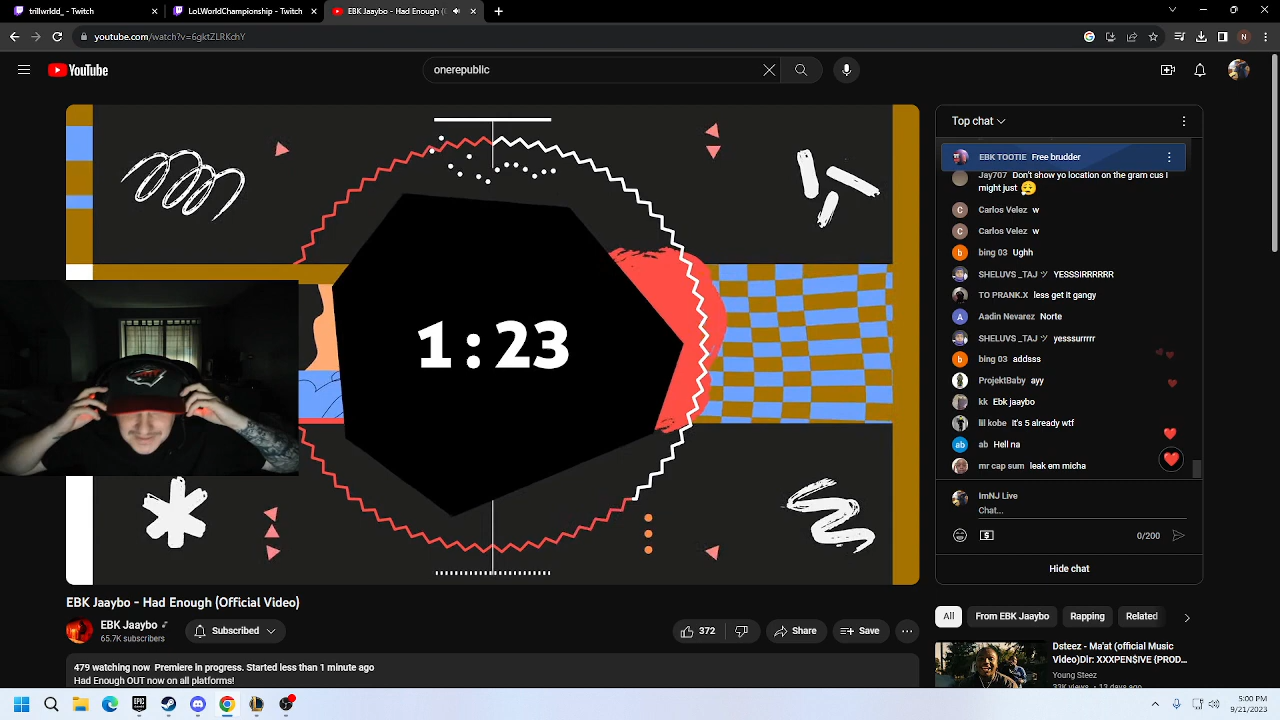 trillwrldd_ - Twitch
LoLWorldChampionship - Twitch
EBK Jaaybo - Had Enough (
youtube.com/watch?v=6gktZLRKchY
N
YouTube
onerepublic
1:23
Top chat
EBK TOOTIE Free brudder
Jay707 Don't show yo location on the gram cus I
might just 😏
Carlos Velez w
Carlos Velez w
bing 03 Ughh
SHELUVS _TAJ ツ YESSSIRRRRRR
TO PRANK.X less get it gangy
Aadin Nevarez Norte
SHELUVS _TAJ ツ yesssurrrrr
bing 03 addsss
ProjektBaby ayy
kk Ebk jaaybo
lil kobe It's 5 already wtf
ab Hell na
mr cap sum leak em micha
ImNJ Live
Chat...
0/200
Hide chat
EBK Jaaybo - Had Enough (Official Video)
EBK Jaaybo
65.7K subscribers
Subscribed
372
Share
Save
479 watching now Premiere in progress. Started less than 1 minute ago
Had Enough OUT now on all platforms!
All
From EBK Jaaybo
Rapping
Related
Dsteez - Ma'at (official Music
Video)Dir: XXXPEN$IVE (PROD...
Young Steez
33K views • 13 days ago
5:00 PM
9/21/2023